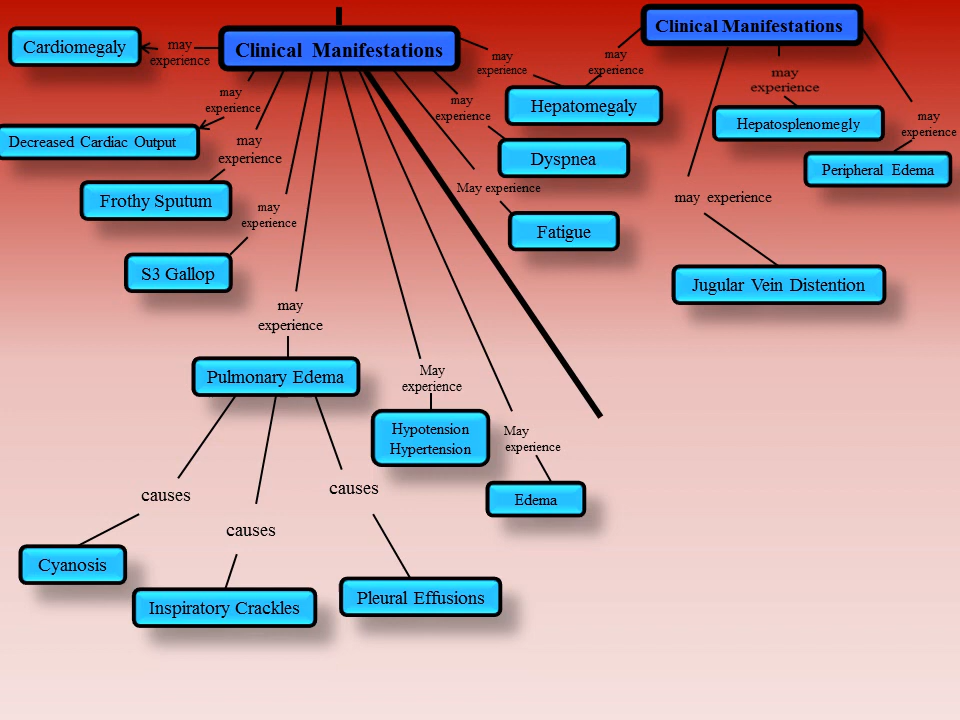 Clinical Manifestations
Clinical Manifestations
Cardiomegaly
may
experience
may
experience
may
experience
may
experience
Hepatomegaly
may
experience
Hepatosplenomegly
may
experience
Peripheral Edema
may
experience
Decreased Cardiac Output
may
experience
Dyspnea
may
experience
Frothy Sputum
May experience
Fatigue
may experience
Jugular Vein Distention
may
experience
S3 Gallop
may
experience
Pulmonary Edema
May
experience
Hypotension
Hypertension
May
experience
Edema
causes
causes
causes
Cyanosis
Inspiratory Crackles
Pleural Effusions